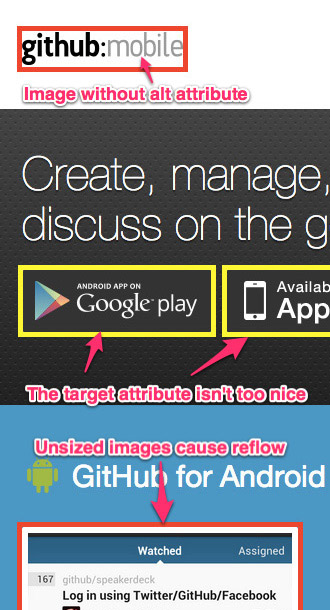 github:mobile
Image without alt attribute
Create, manage,
discuss on the g
ANDROID APP ON
Google play
Availab
App
The target attribute isn't too nice
Unsized images cause reflow
GitHub for Android
Watched Assigned
167 github/speakerdeck
Log in using Twitter/GitHub/Facebook